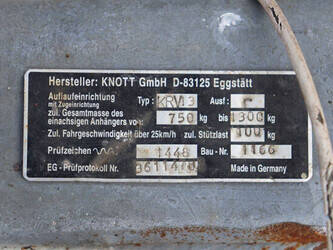 Hersteller: KNOTT GmbH D-83125 Eggstätt
Auflaufeinrichtung Typ: KRV13 Ausf:
mit Zugeinrichtung
zul. Gesamtmasse des
einachsigen Anhängers von 750 kg bis 1300 kg
Zul. Fahrgeschwindigkeit über 25km/h zul. Stützlast 100 kg
Prüfzeichen 1448 Bau - Nr. 1166
EG - Prüfprotokoll Nr. Made in Germany